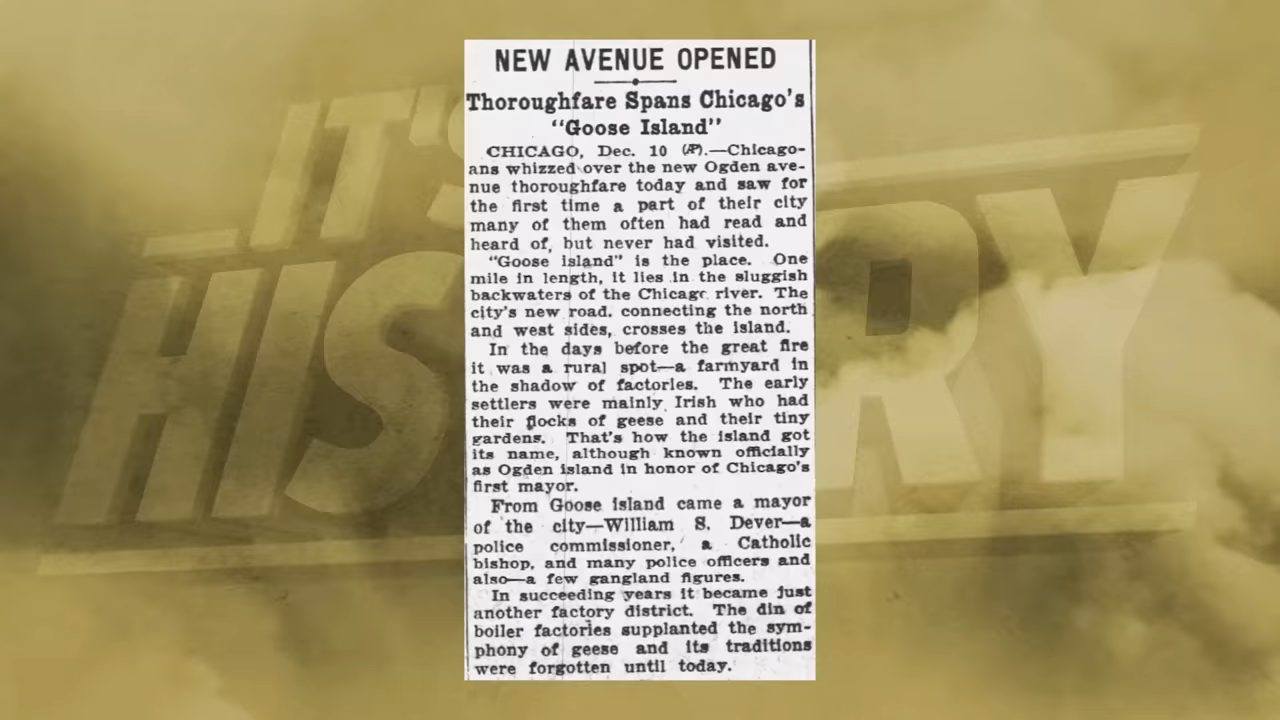 IT'S
HISTORY
NEW AVENUE OPENED
Thoroughfare Spans Chicago's
"Goose Island"
CHICAGO, Dec. 10 (AP).—Chicago-
ans whizzed over the new Ogden ave-
nue thoroughfare today and saw for
the first time a part of their city
many of them often had read and
heard of, but never had visited.
"Goose island" is the place. One
mile in length, it lies in the sluggish
backwaters of the Chicago river. The
city's new road, connecting the north
and west sides, crosses the island.
In the days before the great fire
it was a rural spot—a farmyard in
the shadow of factories. The early
settlers were mainly Irish who had
their flocks of geese and their tiny
gardens. That's how the island got
its name, although known officially
as Ogden island in honor of Chicago's
first mayor.
From Goose island came a mayor
of the city—William S. Dever—a
police commissioner, a Catholic
bishop, and many police officers and
also—a few gangland figures.
In succeeding years it became just
another factory district. The din of
boiler factories supplanted the sym-
phony of geese and its traditions
were forgotten until today.